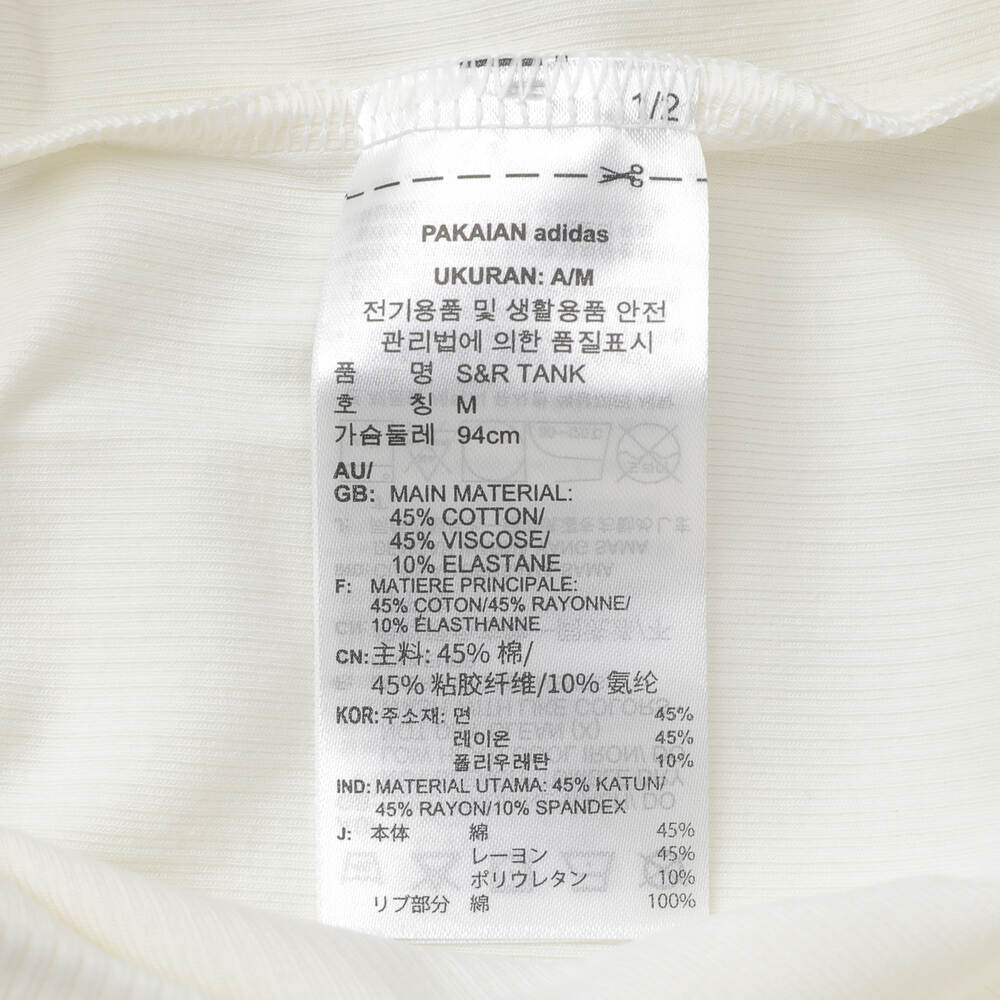 1/2
PAKAIAN adidas
UKURAN: A/M
전기용품 및 생활용품 안전
관리법에 의한 품질표시
품 명 S&R TANK
호 칭 M
가슴둘레 94cm
AU/
GB: MAIN MATERIAL:
45% COTTON/
45% VISCOSE/
10% ELASTANE
F: MATIERE PRINCIPALE:
45% COTON/45% RAYONNE/
10% ÉLASTHANNE
CN: 主料: 45% 棉/
45% 粘胶纤维/10% 氨纶
KOR: 주소재: 면 45%
레이온 45%
폴리우레탄 10%
IND: MATERIAL UTAMA: 45% KATUN/
45% RAYON/10% SPANDEX
J: 本体 綿 45%
レーヨン 45%
ポリウレタン 10%
リブ部分 綿 100%